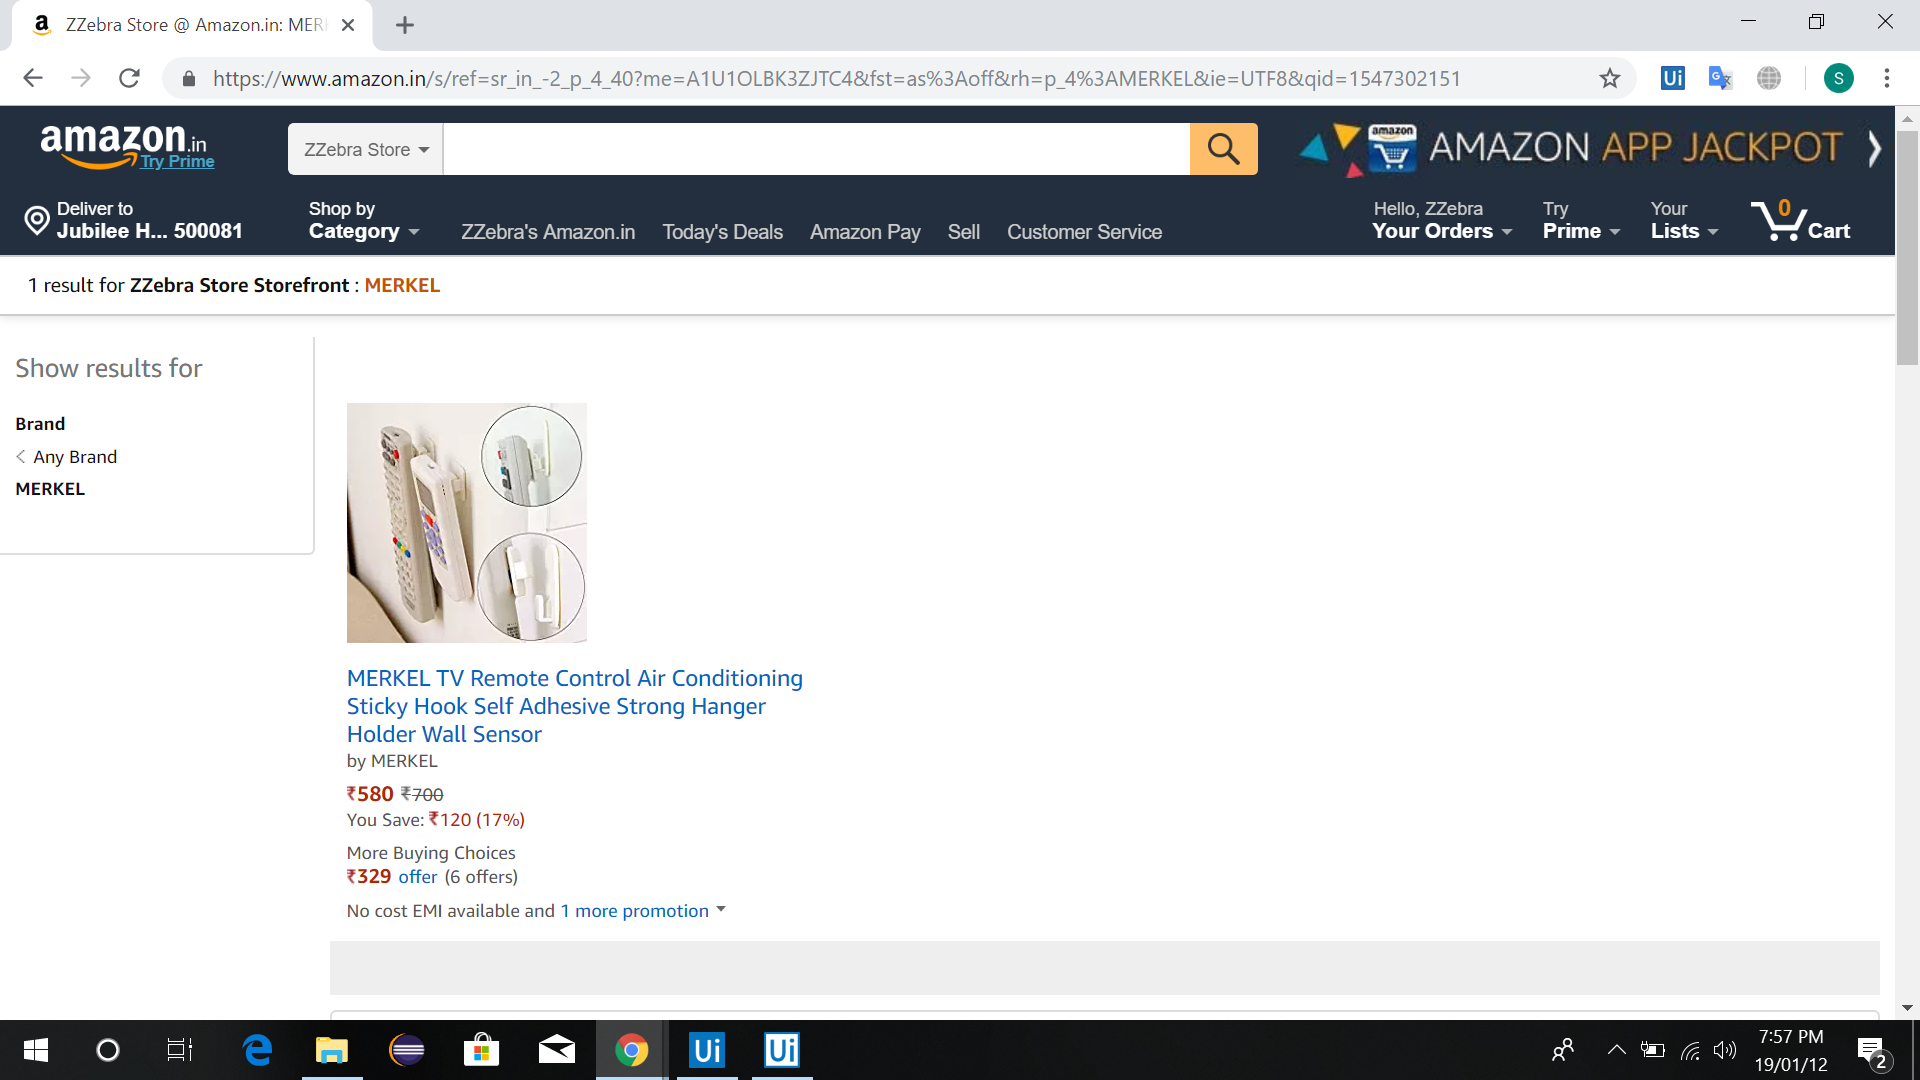 ZZebra Store @ Amazon.in: MER
https://www.amazon.in/s/ref=sr_in_-2_p_4_40?me=A1U1OLBK3ZJTC4&fst=as%3Aoff&rh=p_4%3AMERKEL&ie=UTF8&qid=1547302151
Ui
S
amazon.in
Try Prime
ZZebra Store
amazon
AMAZON APP JACKPOT
Deliver to
Jubilee H... 500081
Shop by
Category
ZZebra's Amazon.in
Today's Deals
Amazon Pay
Sell
Customer Service
Hello, ZZebra
Your Orders
Try
Prime
Your
Lists
0
Cart
1 result for ZZebra Store Storefront : MERKEL
Show results for
Brand
Any Brand
MERKEL
MERKEL TV Remote Control Air Conditioning
Sticky Hook Self Adhesive Strong Hanger
Holder Wall Sensor
by MERKEL
₹580 ₹700
You Save: ₹120 (17%)
More Buying Choices
₹329 offer (6 offers)
No cost EMI available and 1 more promotion
Ui
Ui
7:57 PM
19/01/12
2